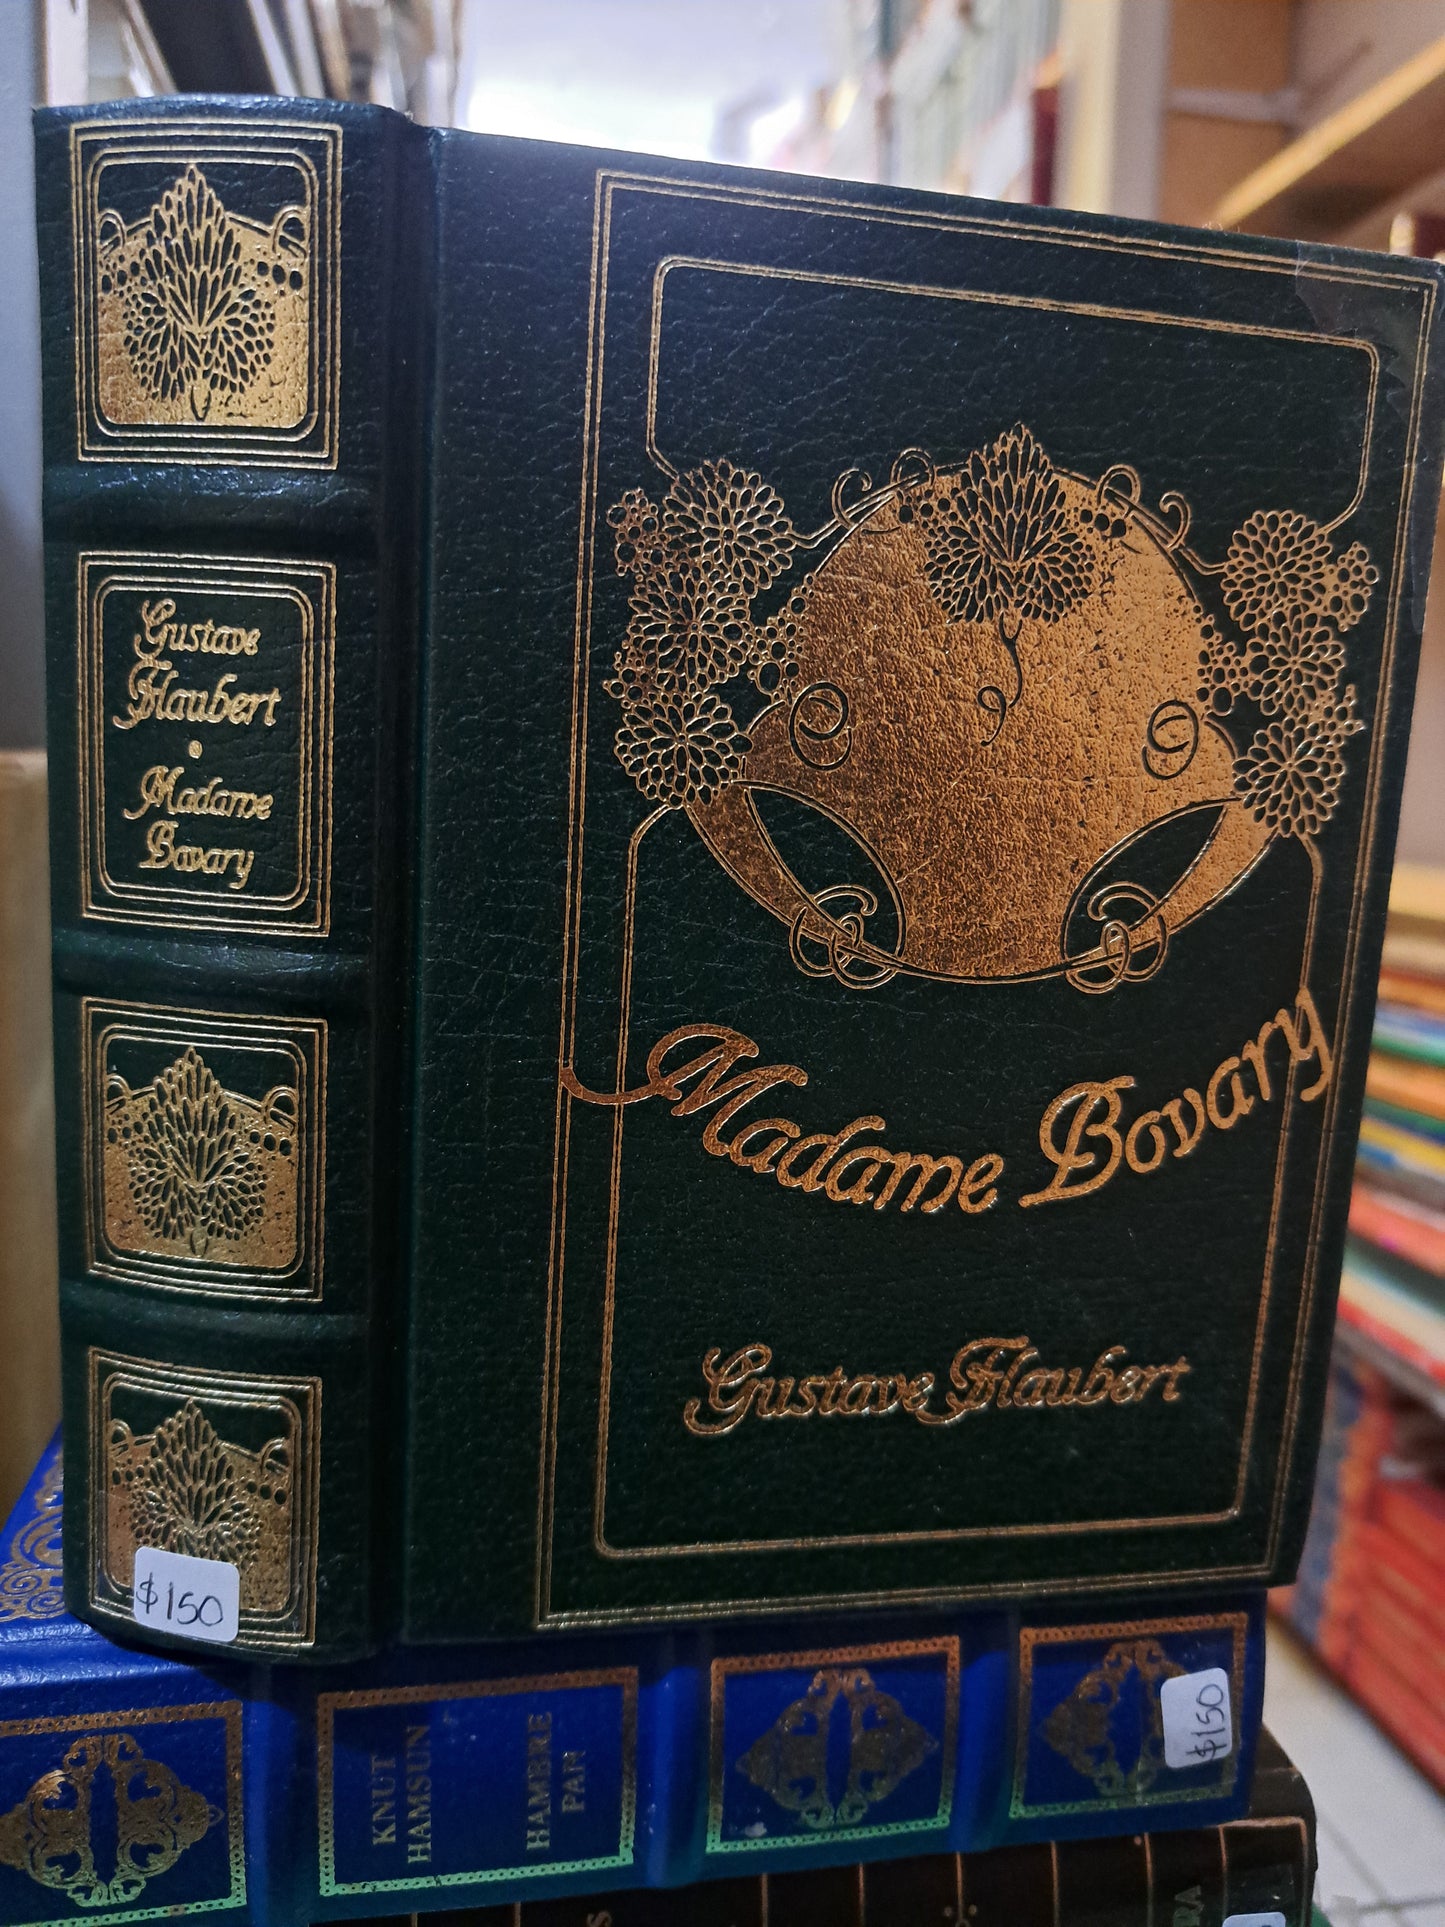 Gustave
Flaubert
Madame
Bovary
$150
Madame Bovary
Gustave Flaubert
KNUT
HAMSUN
HAMBRE
PAN
$150